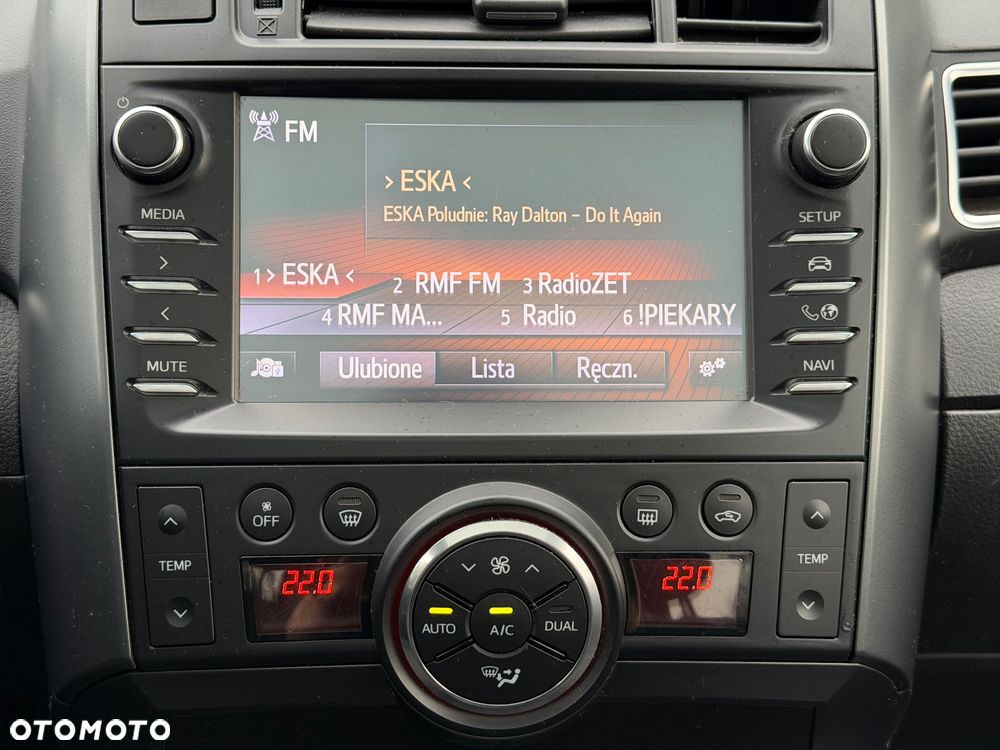 FM
> ESKA <
ESKA Poludnie: Ray Dalton – Do It Again
1 > ESKA < 2 RMF FM 3 RadioZET
4 RMF MA... 5 Radio 6 !PIEKARY
Ulubione Lista Ręczn.
MEDIA
>
<
MUTE
SETUP
NAVI
OFF
TEMP
22.0
AUTO A/C DUAL
22.0
TEMP
OTOMOTO